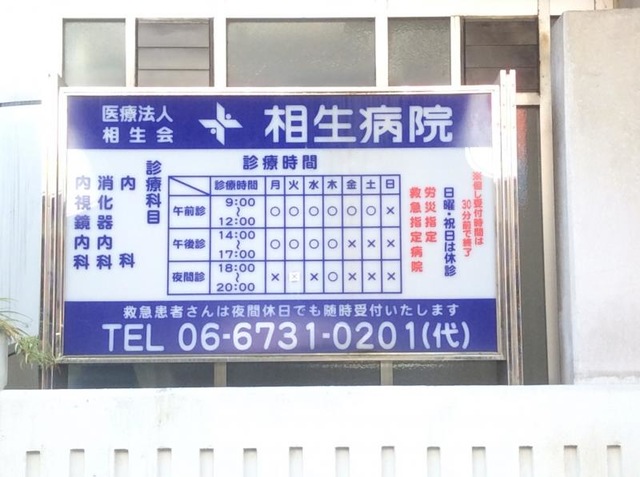 医療法人
相生会
相生病院
診療時間
診療科目
内科
消化器内科
内視鏡内科
診療時間 月 火 水 木 金 土 日
午前診 9:00〜12:00 ○ ○ ○ ○ ○ ○ ×
午後診 14:00〜17:00 ○ ○ ○ ○ × × ×
夜間診 18:00〜20:00 × × ○ × × ×
※但し受付時間は
30分前で終了
日曜・祝日は休診
労災指定
救急指定病院
救急患者さんは夜間休日でも随時受付いたします
TEL 06-6731-0201(代)